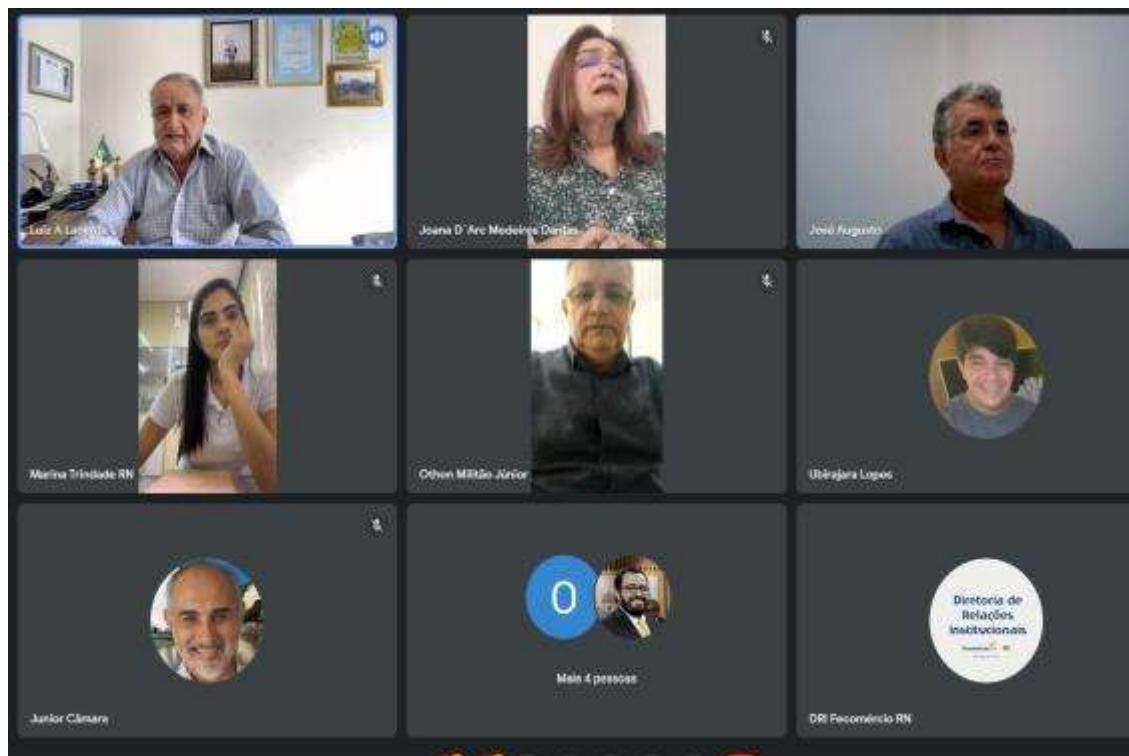 Luiz A Lacerda
Joana D´Arc Medeiros Dantas
José Augusto
Marina Trindade RN
Othon Militão Júnior
Ubirajara Lopes
Junior Câmara
O
Mais 4 pessoas
Diretoria de
Relações
Institucionais
DRI Fecomércio RN